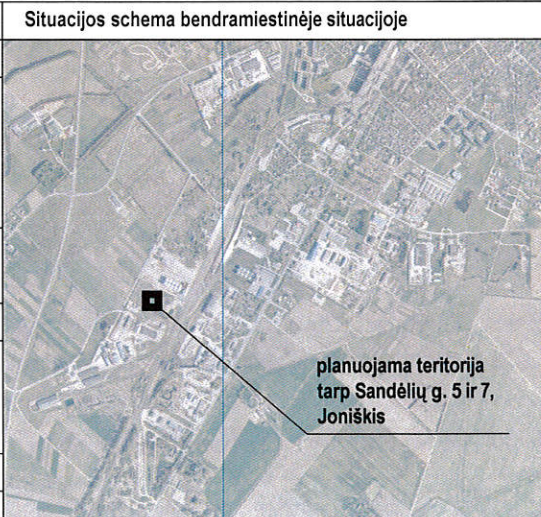 Situacijos schema bendramiestinėje situacijoje
planuojama teritorija
tarp Sandėlių g. 5 ir 7,
Joniškis